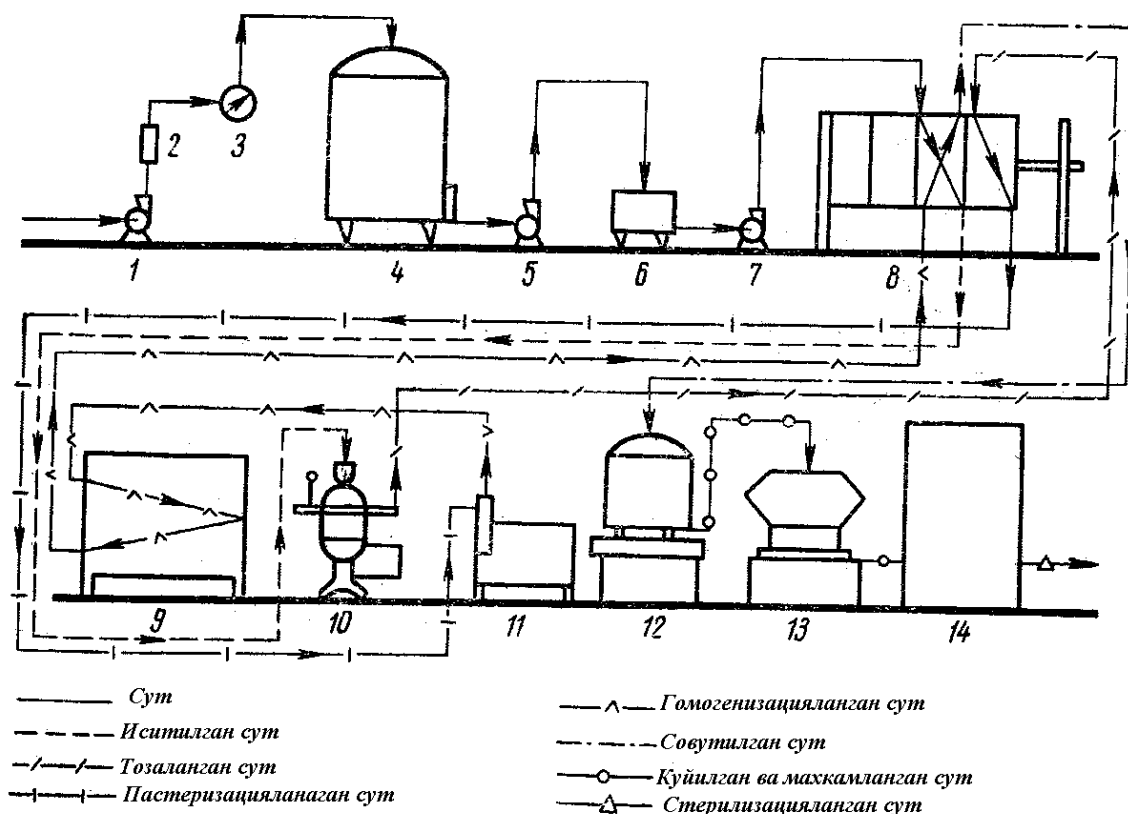 1
2
3
4
5
6
7
8
9
10
11
12
13
14
Сут
Иситилган сут
Тозаланган сут
Пастеризацияланаган сут
Гомогенизацияланган сут
Совутилган сут
Куйилган ва махкамланган сут
Стерилизацияланган сут